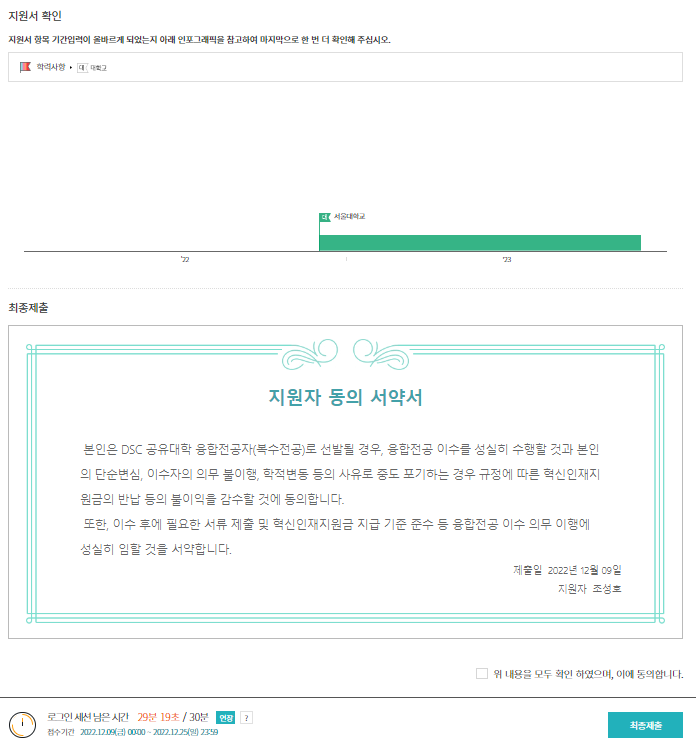 지원서 확인
지원서 항목 기간입력이 올바르게 되었는지 아래 인포그래픽을 참고하여 마지막으로 한 번 더 확인해 주십시오.
학력사항 대 대학교
대 서울대학교
'22 '23
최종제출
지원자 동의 서약서
본인은 DSC 공유대학 융합전공자(복수전공)로 선발될 경우, 융합전공 이수를 성실히 수행할 것과 본인
의 단순변심, 이수자의 의무 불이행, 학적변동 등의 사유로 중도 포기하는 경우 규정에 따른 혁신인재지
원금의 반납 등의 불이익을 감수할 것에 동의합니다.
또한, 이수 후에 필요한 서류 제출 및 혁신인재지원금 지급 기준 준수 등 융합전공 이수 의무 이행에
성실히 임할 것을 서약합니다.
제출일 2022년 12월 09일
지원자 조성호
위 내용을 모두 확인 하였으며, 이에 동의합니다.
로그인 세션 남은 시간 29분 19초 / 30분 연장 ?
접수기간 2022.12.09(금) 00:00 ~ 2022.12.25(일) 23:59
최종제출